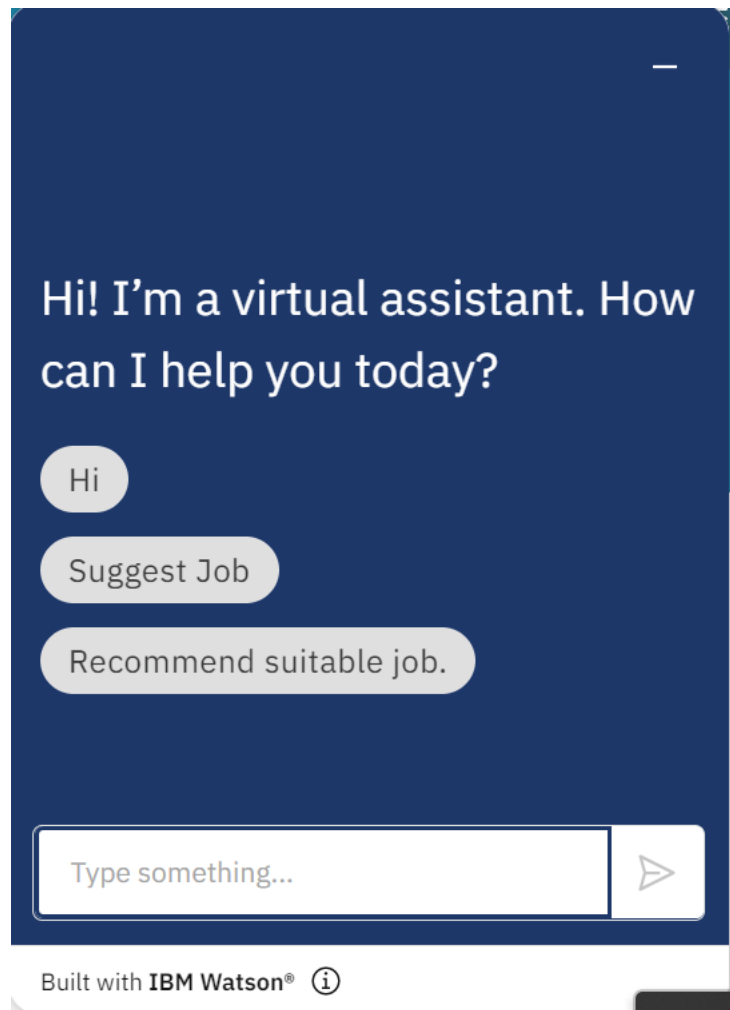 Hi! I’m a virtual assistant. How
can I help you today?
Hi
Suggest Job
Recommend suitable job.
Type something...
Built with IBM Watson®